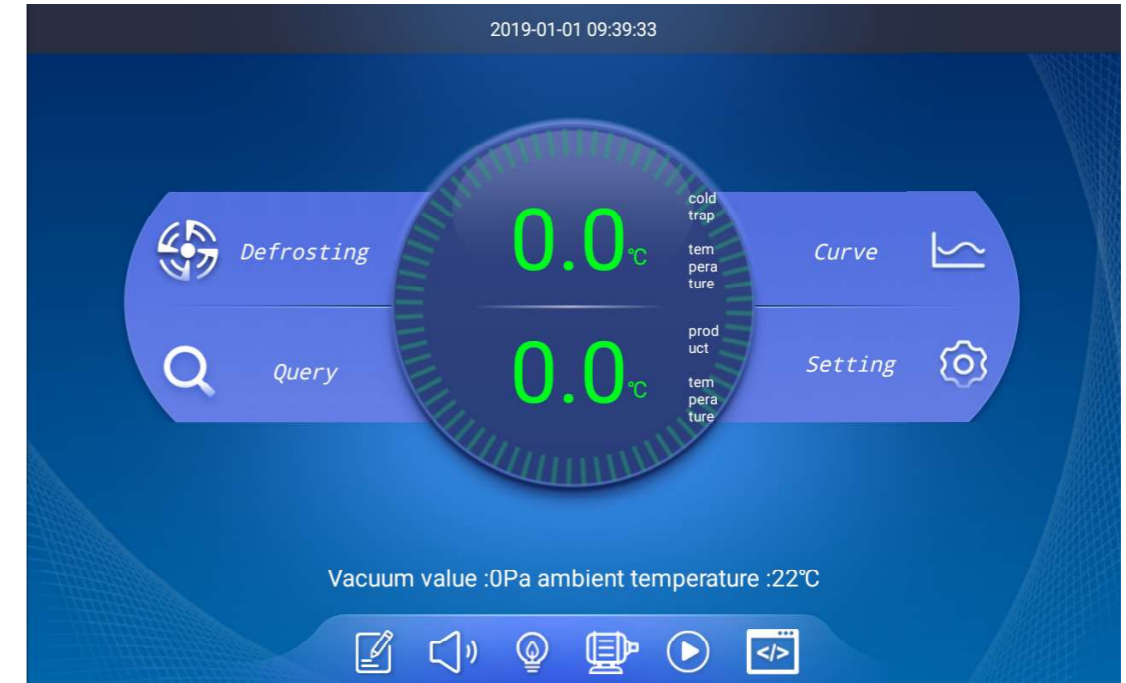 2019-01-01 09:39:33
Defrosting
Query
0.0℃
cold
trap
tem
pera
ture
0.0℃
prod
uct
tem
pera
ture
Curve
Setting
Vacuum value :0Pa ambient temperature :22℃
</>